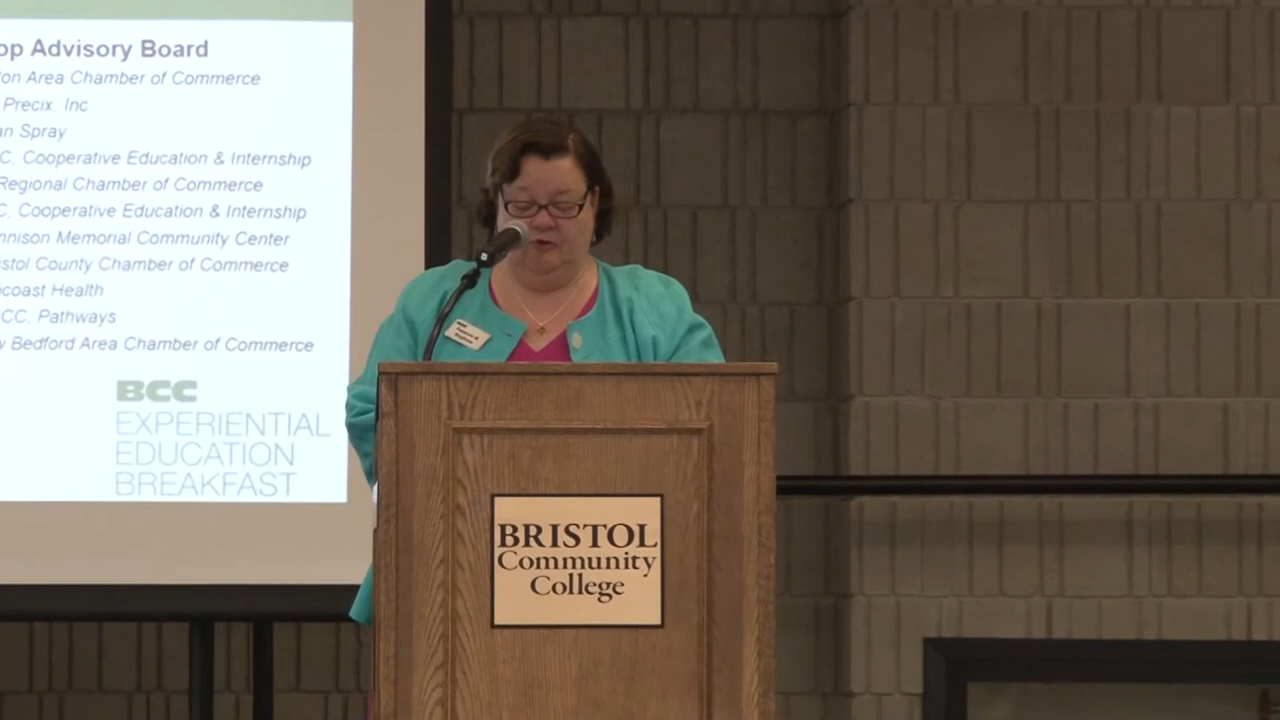 op Advisory Board
on Area Chamber of Commerce
Precix, Inc
an Spray
C, Cooperative Education & Internship
Regional Chamber of Commerce
C, Cooperative Education & Internship
nnison Memorial Community Center
istol County Chamber of Commerce
hcoast Health
CC, Pathways
w Bedford Area Chamber of Commerce
BCC
EXPERIENTIAL
EDUCATION
BREAKFAST
BRISTOL
Community
College